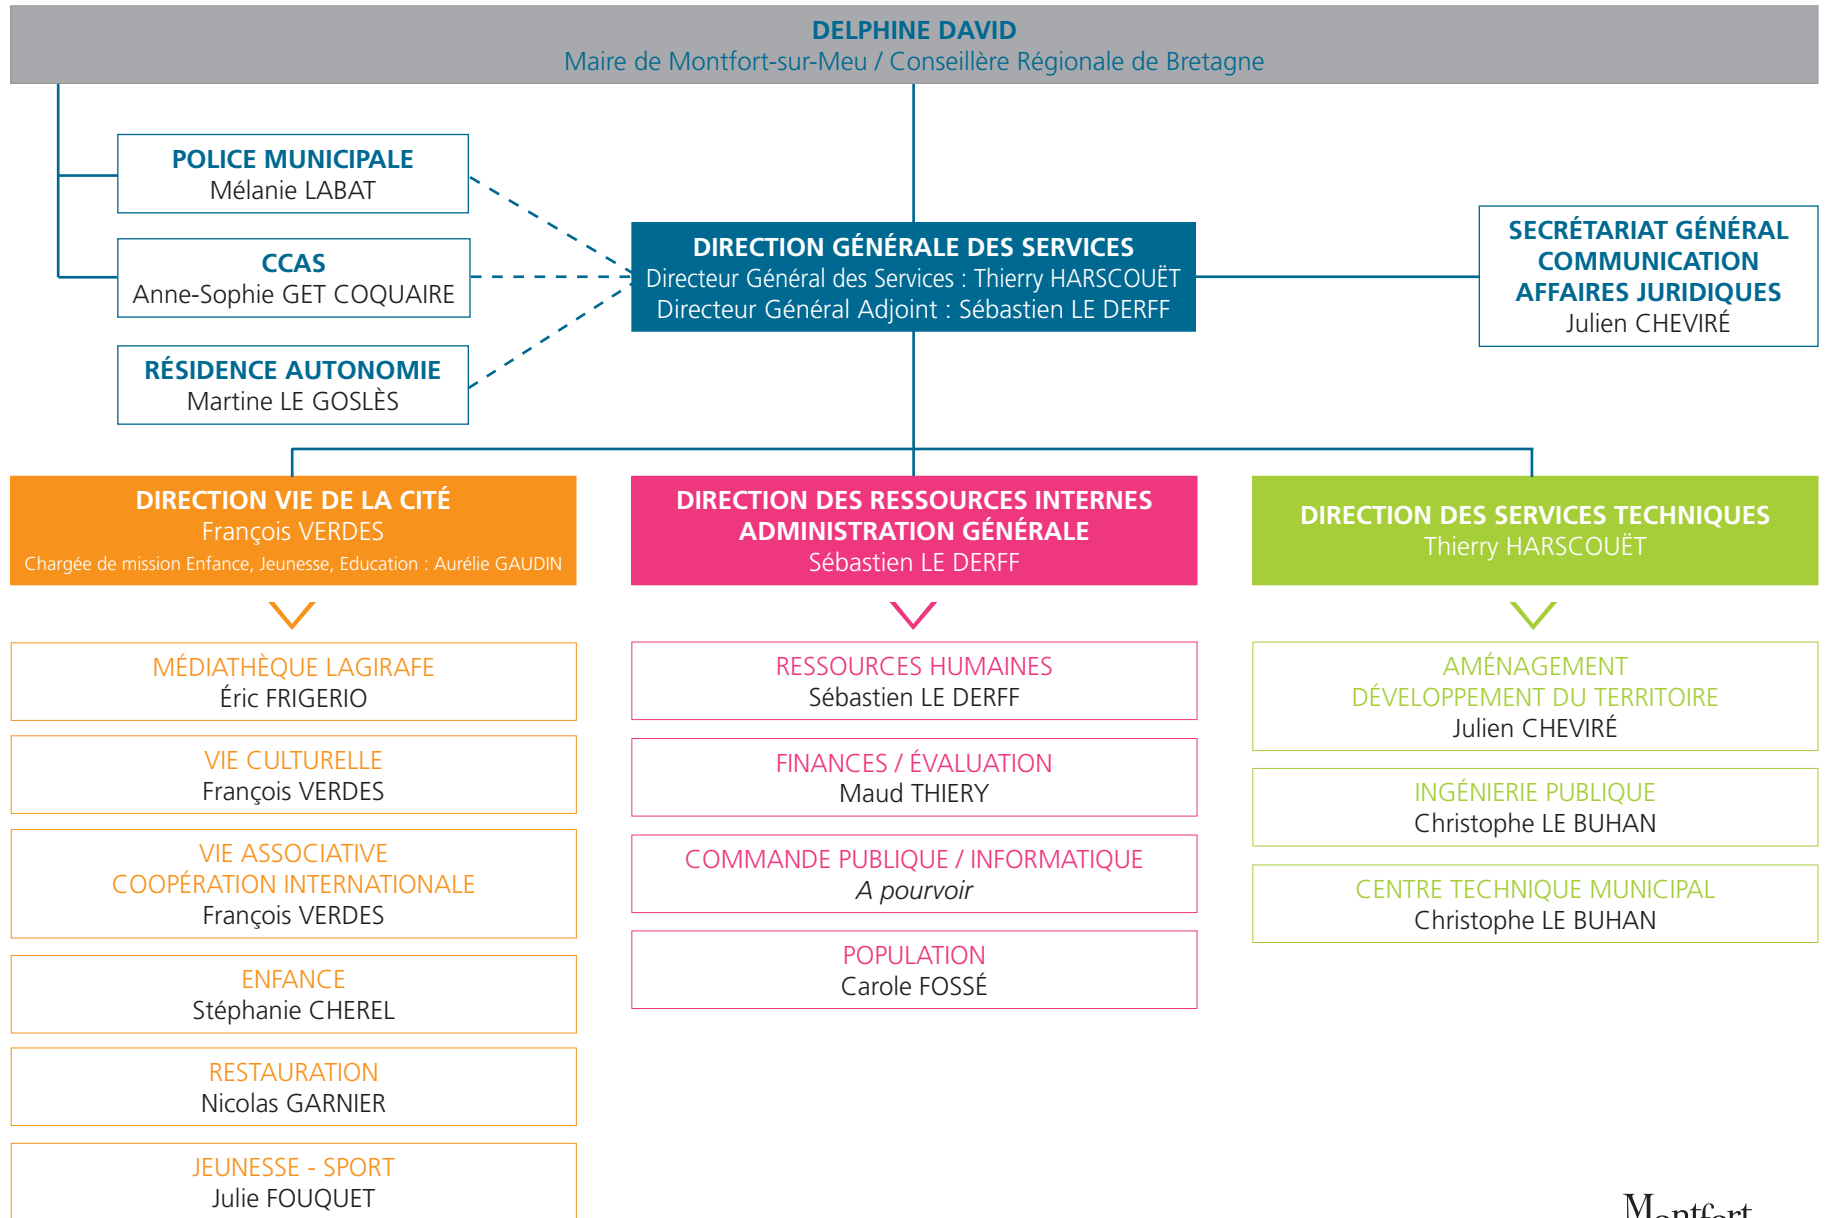 DELPHINE DAVID
Maire de Montfort-sur-Meu / Conseillère Régionale de Bretagne
POLICE MUNICIPALE
Mélanie LABAT
CCAS
Anne-Sophie GET COQUAIRE
RÉSIDENCE AUTONOMIE
Martine LE GOSLÈS
DIRECTION GÉNÉRALE DES SERVICES
Directeur Général des Services : Thierry HARSCOUËT
Directeur Général Adjoint : Sébastien LE DERFF
SECRÉTARIAT GÉNÉRAL
COMMUNICATION
AFFAIRES JURIDIQUES
Julien CHEVIRÉ
DIRECTION VIE DE LA CITÉ
François VERDES
Chargée de mission Enfance, Jeunesse, Education : Aurélie GAUDIN
MÉDIATHÈQUE LAGIRAFE
Éric FRIGERIO
VIE CULTURELLE
François VERDES
VIE ASSOCIATIVE
COOPÉRATION INTERNATIONALE
François VERDES
ENFANCE
Stéphanie CHEREL
RESTAURATION
Nicolas GARNIER
JEUNESSE - SPORT
Julie FOUQUET
DIRECTION DES RESSOURCES INTERNES
ADMINISTRATION GÉNÉRALE
Sébastien LE DERFF
RESSOURCES HUMAINES
Sébastien LE DERFF
FINANCES / ÉVALUATION
Maud THIERY
COMMANDE PUBLIQUE / INFORMATIQUE
A pourvoir
POPULATION
Carole FOSSÉ
DIRECTION DES SERVICES TECHNIQUES
Thierry HARSCOUËT
AMÉNAGEMENT
DÉVELOPPEMENT DU TERRITOIRE
Julien CHEVIRÉ
INGÉNIERIE PUBLIQUE
Christophe LE BUHAN
CENTRE TECHNIQUE MUNICIPAL
Christophe LE BUHAN
Montfort